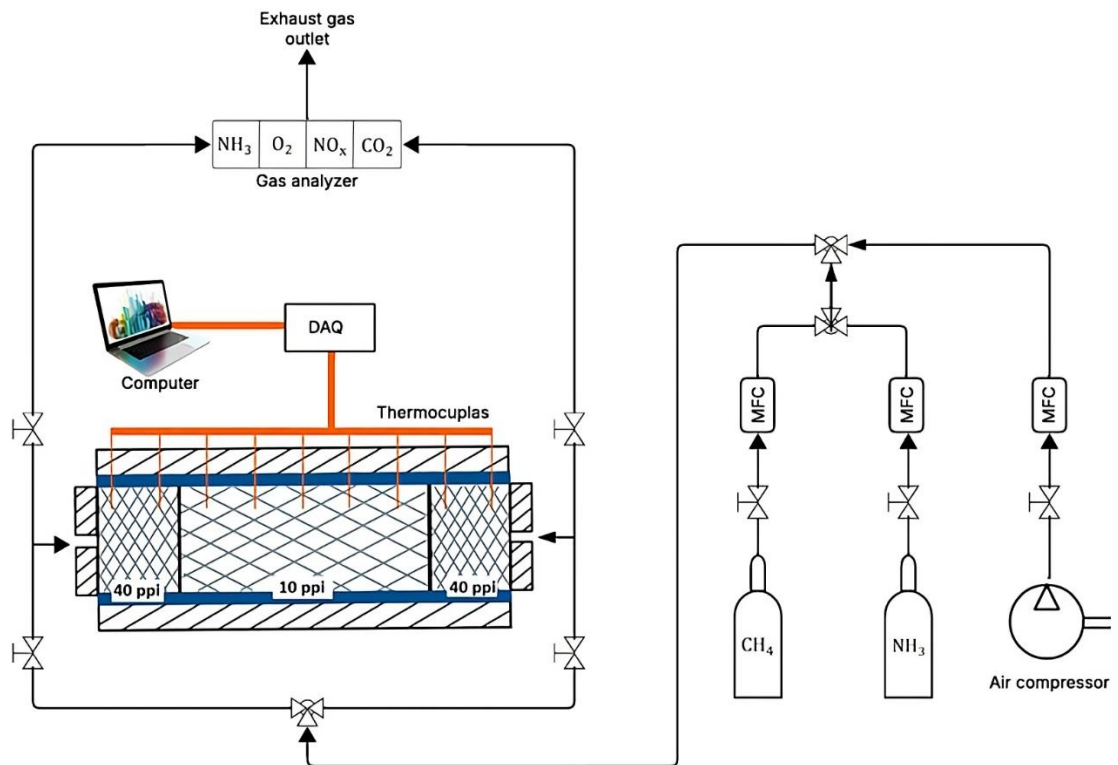 Exhaust gas
outlet
NH₃ O₂ NOₓ CO₂
Gas analyzer
DAQ
Computer
Thermocuplas
40 ppi 10 ppi 40 ppi
MFC MFC MFC
CH₄ NH₃
Air compressor